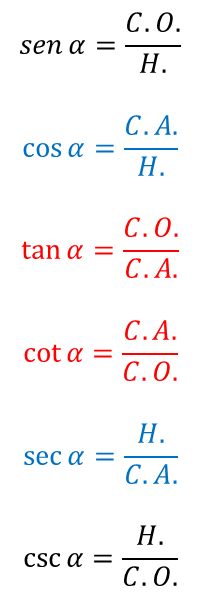 sen α = C.O./H.
cos α = C.A./H.
tan α = C.O./C.A.
cot α = C.A./C.O.
sec α = H./C.A.
csc α = H./C.O.